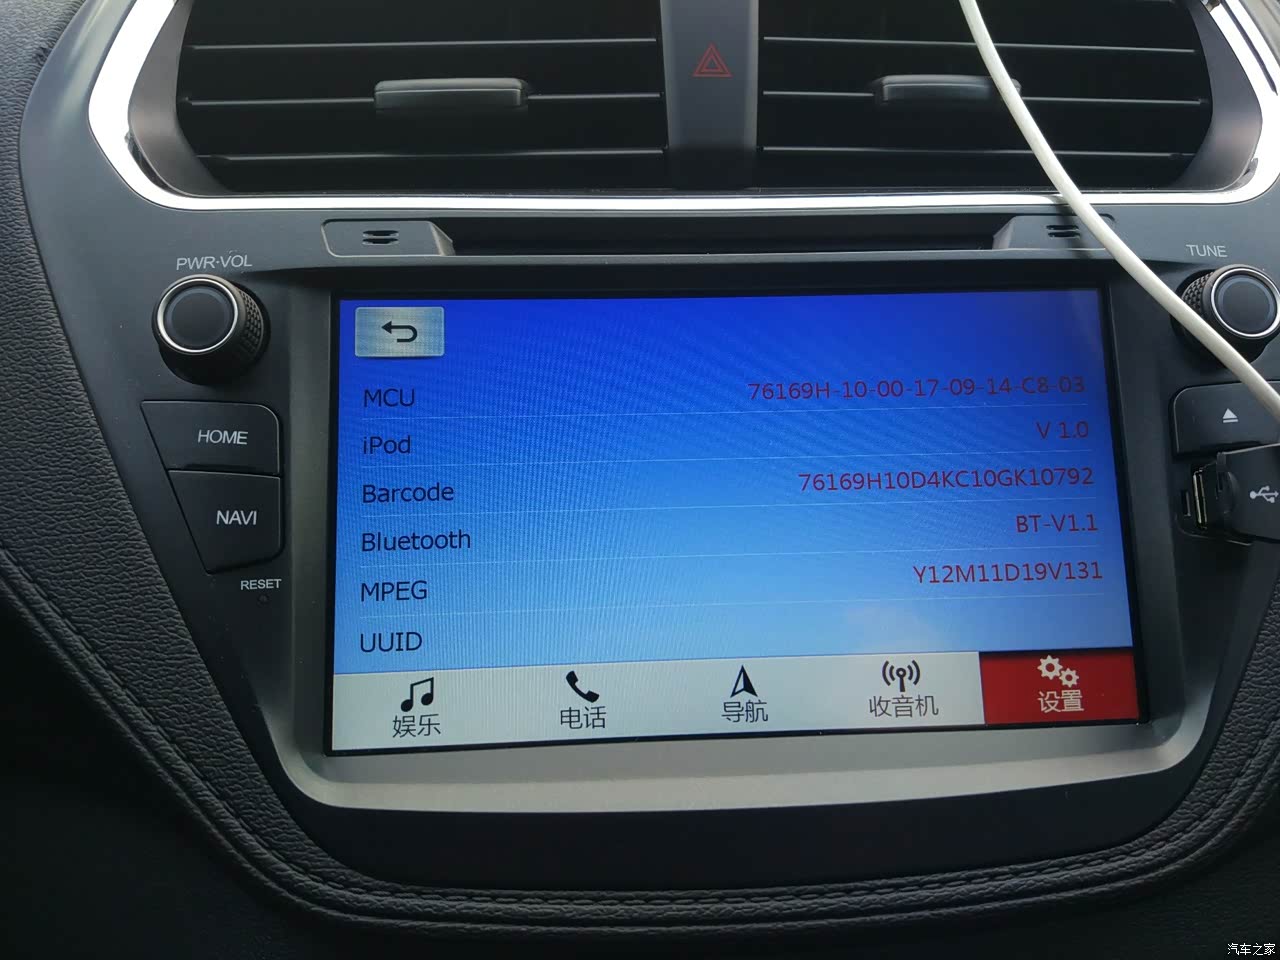 PWR·VOL
TUNE
MCU 76169H-10-00-17-09-14-C8-03
iPod V 1.0
HOME
Barcode 76169H10D4KC10GK10792
NAVI
Bluetooth BT-V1.1
RESET
MPEG Y12M11D19V131
UUID
娱乐 电话 导航 收音机 设置
汽车之家